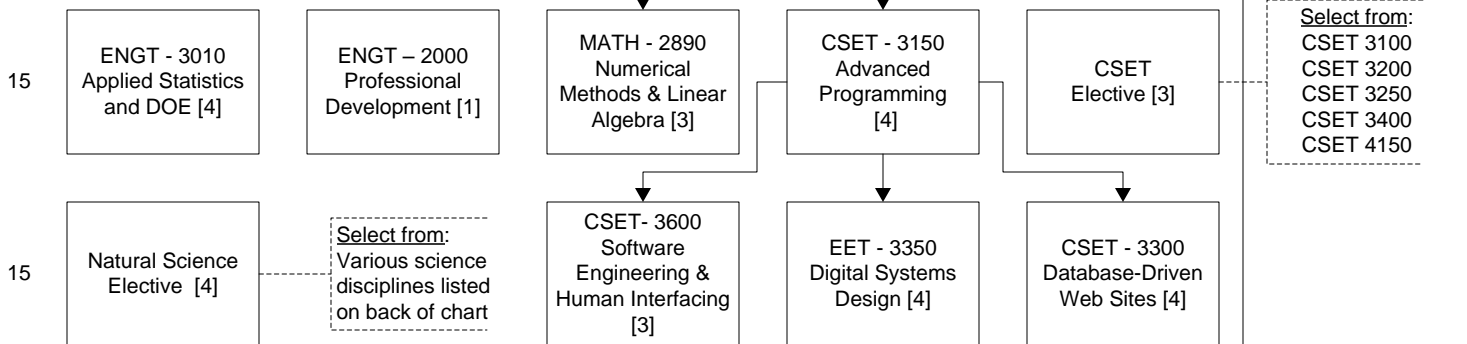 15
ENGT - 3010
Applied Statistics
and DOE [4]
ENGT – 2000
Professional
Development [1]
MATH - 2890
Numerical
Methods & Linear
Algebra [3]
CSET - 3150
Advanced
Programming
[4]
CSET
Elective [3]
Select from:
CSET 3100
CSET 3200
CSET 3250
CSET 3400
CSET 4150
15
Natural Science
Elective [4]
Select from:
Various science
disciplines listed
on back of chart
CSET- 3600
Software
Engineering &
Human Interfacing
[3]
EET - 3350
Digital Systems
Design [4]
CSET - 3300
Database-Driven
Web Sites [4]